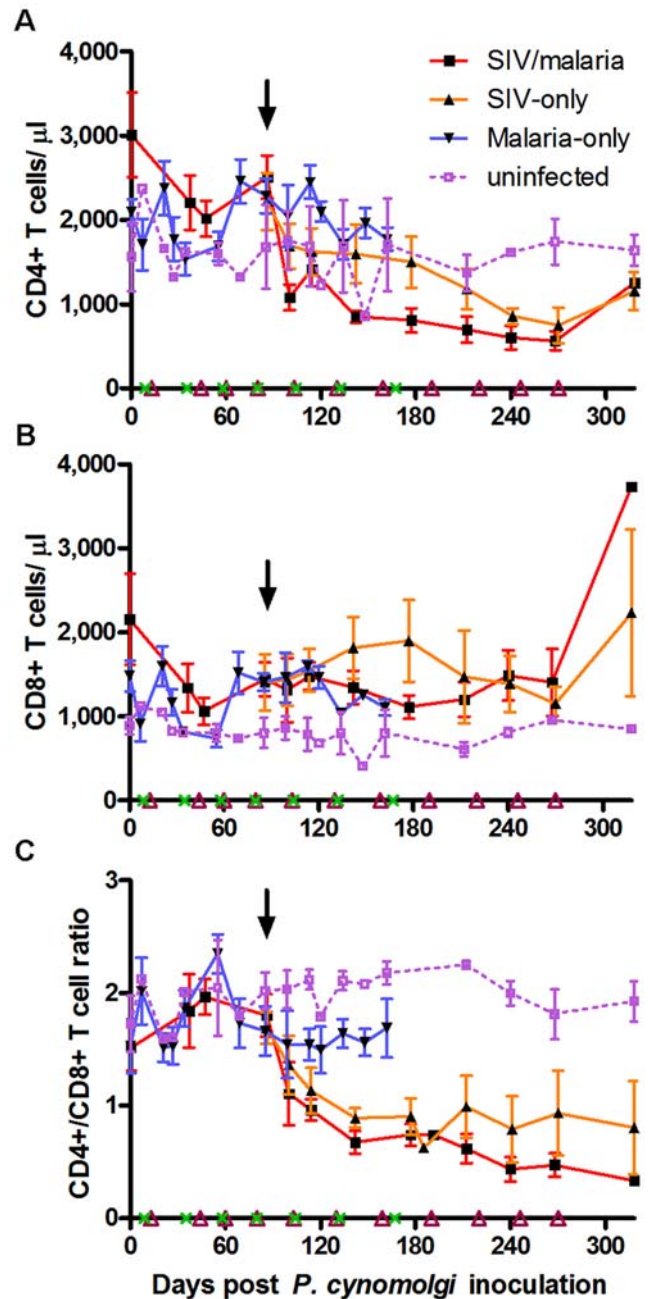 A
CD4+ T cells/ μl
4,000
3,000
2,000
1,000
0
SIV/malaria
SIV-only
Malaria-only
uninfected
0 60 120 180 240 300
B
CD8+ T cells/ μl
4,000
3,000
2,000
1,000
0
0 60 120 180 240 300
C
CD4+/CD8+ T cell ratio
3
2
1
0
0 60 120 180 240 300
Days post P. cynomolgi inoculation